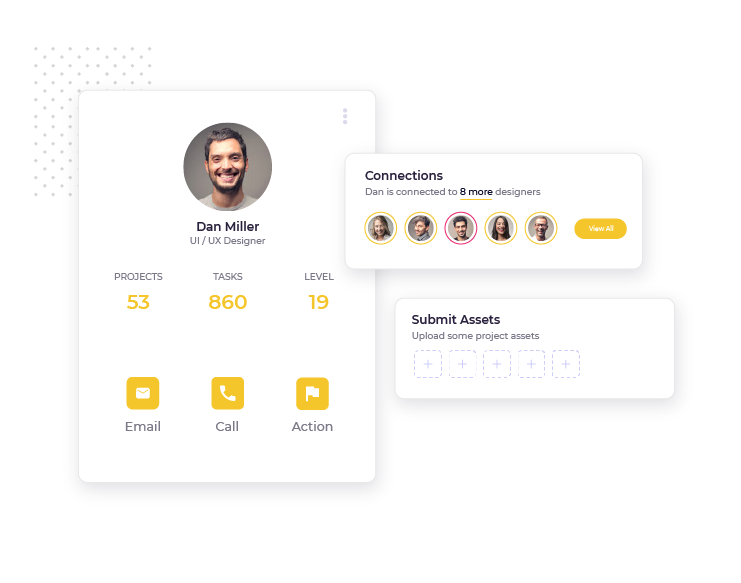 Dan Miller
UI / UX Designer
PROJECTS TASKS LEVEL
53 860 19
Email Call Action
Connections
Dan is connected to 8 more designers
View All
Submit Assets
Upload some project assets